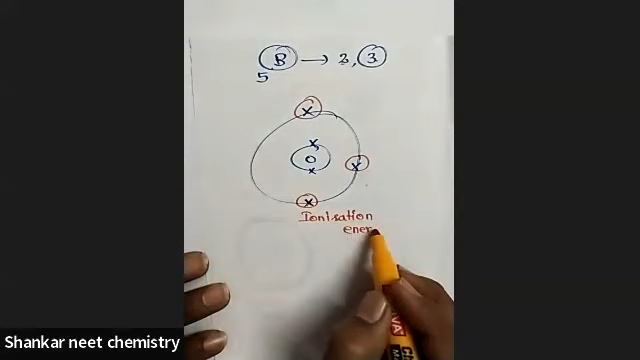 B → 2, 3
5
x
x
o
x
x
x
Ionisation
ener
Shankar neet chemistry